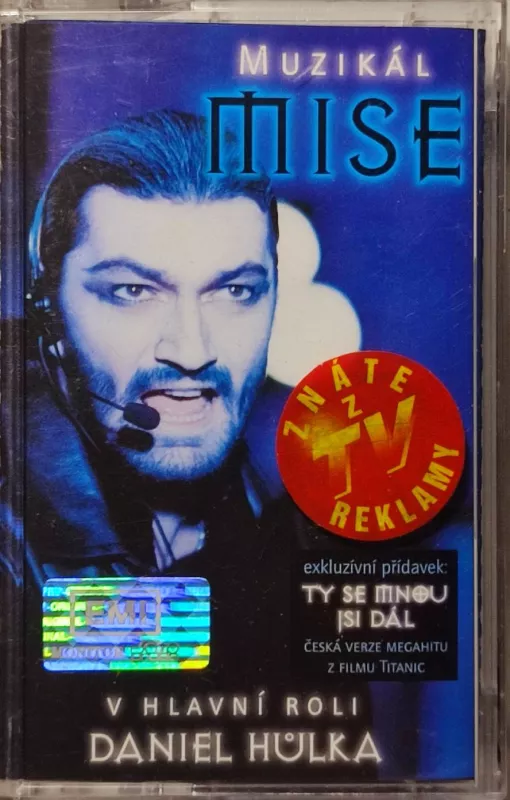 MUZIKÁL
MISE
ZNÁTE
Z
TV
REKLAMY
exkluzívní přídavek:
TY SE MNOU
JSI DÁL
ČESKÁ VERZE MEGAHITU
Z FILMU TITANIC
EMI
V HLAVNÍ ROLI
DANIEL HŮLKA